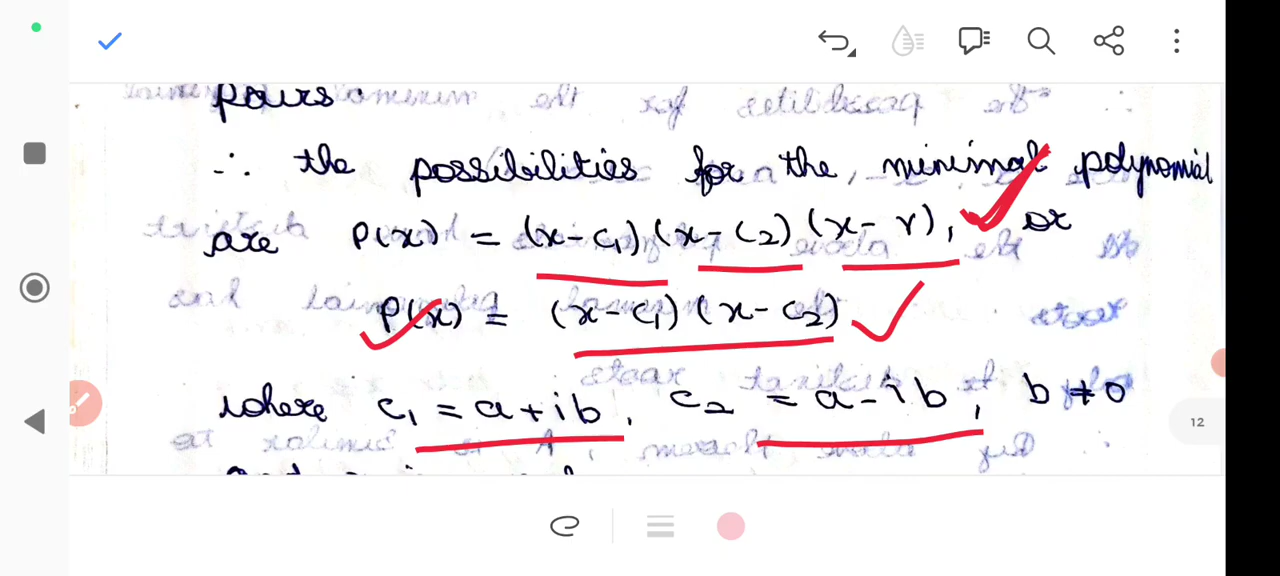 pairs
∴ the possibilities for the minimal polynomial
are P(x) = (x-c₁)(x-c₂)(x-r), or
P(x) = (x-c₁)(x-c₂)
where c₁ = a+ib, c₂ = a-ib, b≠0
12